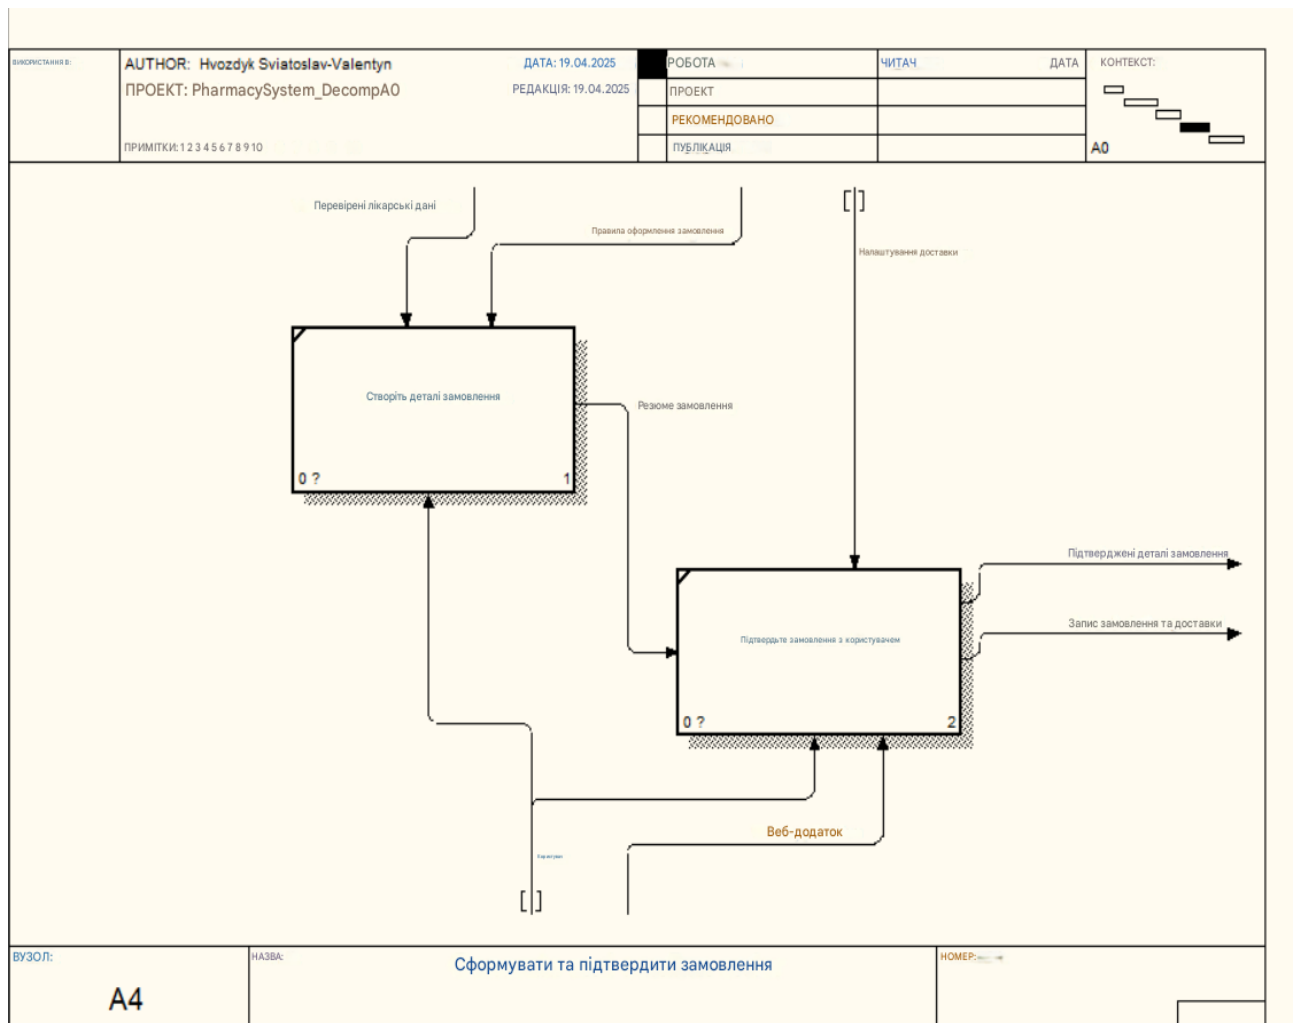 ВИКОРИСТАННЯ В:
AUTHOR: Hvozdyk Sviatoslav-Valentyn
ДАТА: 19.04.2025
ПРОЕКТ: PharmacySystem_DecompA0
РЕДАКЦІЯ: 19.04.2025
ПРИМІТКИ: 1 2 3 4 5 6 7 8 9 10
РОБОТА
ЧИТАЧ
ДАТА
КОНТЕКСТ:
ПРОЕКТ
РЕКОМЕНДОВАНО
ПУБЛІКАЦІЯ
A0
Перевірені лікарські дані
Правила оформлення замовлення
Налаштування доставки
Створіть деталі замовлення
0 ?
1
Резюме замовлення
Підтверджені деталі замовлення
Запис замовлення та доставки
Підтвердьте замовлення з користувачем
0 ?
2
Веб-додаток
ВУЗОЛ:
A4
НАЗВА:
Сформувати та підтвердити замовлення
НОМЕР: